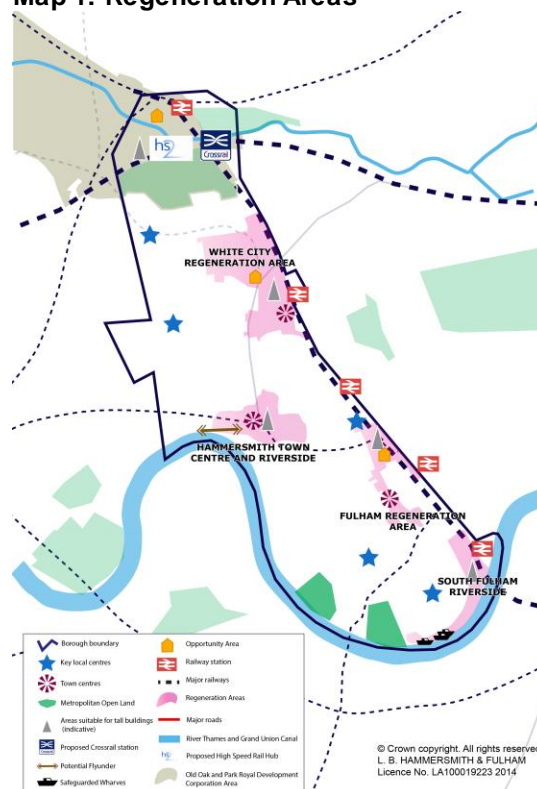 Map 1: Regeneration Areas
hs2
Crossrail
WHITE CITY
REGENERATION AREA
HAMMERSMITH TOWN
CENTRE AND RIVERSIDE
FULHAM REGENERATION
AREA
SOUTH FULHAM
RIVERSIDE
Borough boundary
Key local centres
Town centres
Metropolitan Open Land
Areas suitable for tall buildings
(indicative)
Proposed Crossrail station
Potential Flyunder
Safeguarded Wharves
Opportunity Area
Railway station
Major railways
Regeneration Areas
Major roads
River Thames and Grand Union Canal
hs2
Proposed High Speed Rail Hub
Old Oak and Park Royal Development
Corporation Area
© Crown copyright. All rights reserved
L. B. HAMMERSMITH & FULHAM
Licence No. LA100019223 2014